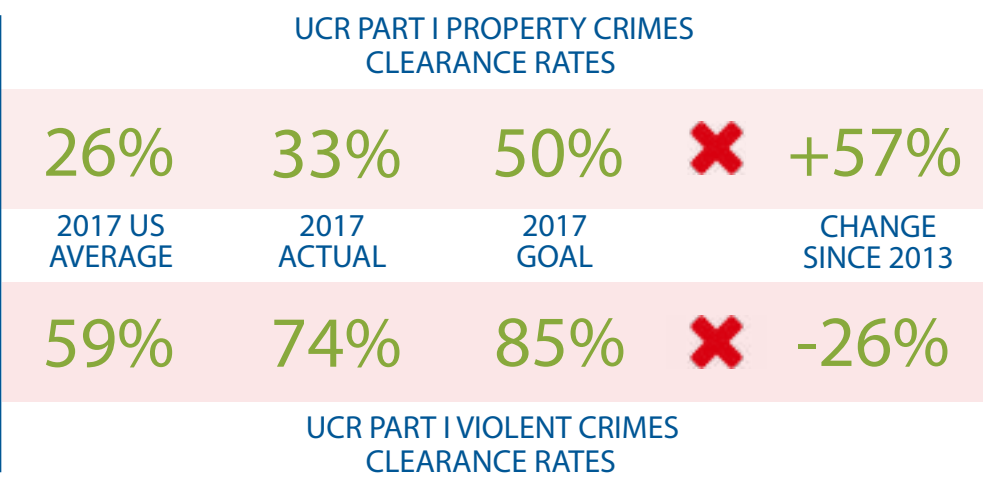 UCR PART I PROPERTY CRIMES
CLEARANCE RATES
26% 33% 50% +57%
2017 US 2017 2017 CHANGE
AVERAGE ACTUAL GOAL SINCE 2013
59% 74% 85% -26%
UCR PART I VIOLENT CRIMES
CLEARANCE RATES